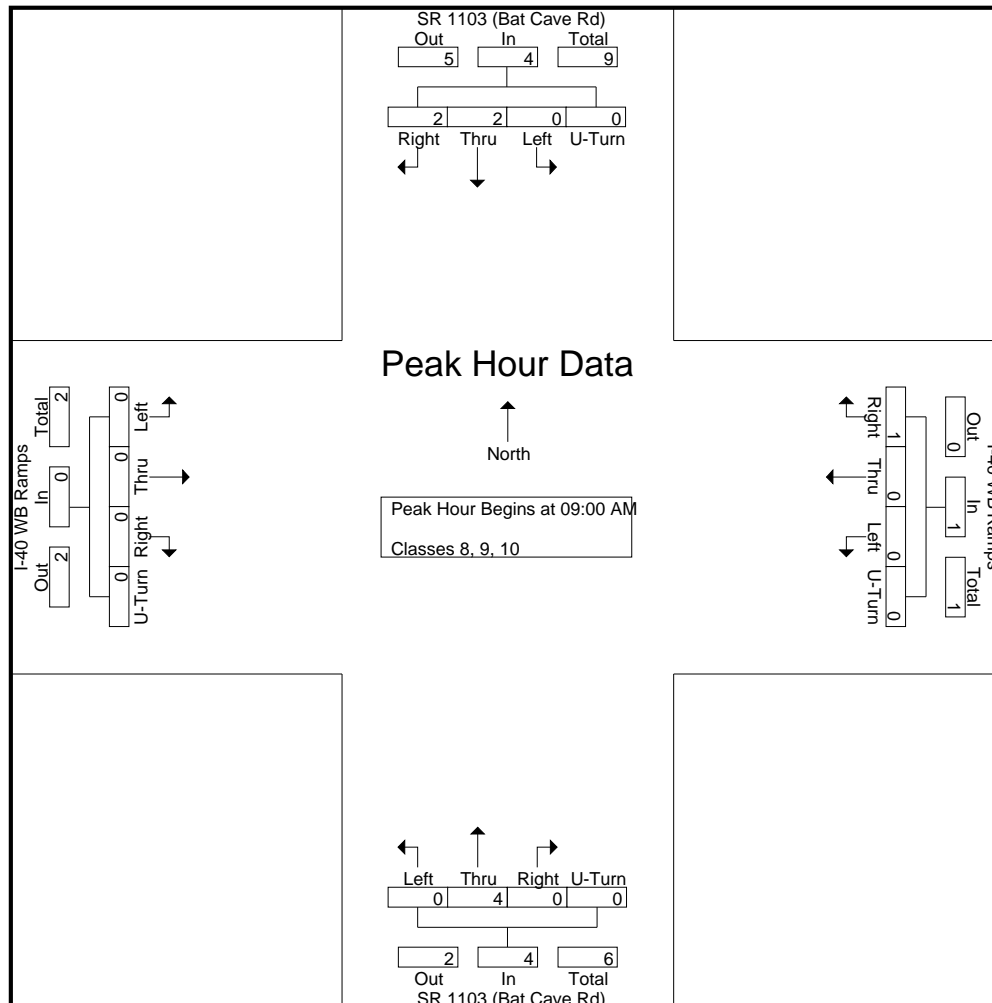 SR 1103 (Bat Cave Rd)
Out In Total
5 4 9
2 2 0 0
Right Thru Left U-Turn
Peak Hour Data
North
Peak Hour Begins at 09:00 AM
Classes 8, 9, 10
I-40 WB Ramps
Out In Total
2 0 2
0 0 0 0
U-Turn Right Thru Left
I-40 WB Ramps
Out In Total
0 1 1
Right Thru Left U-Turn
1 0 0 0
Left Thru Right U-Turn
0 4 0 0
2 4 6
Out In Total
SR 1103 (Bat Cave Rd)